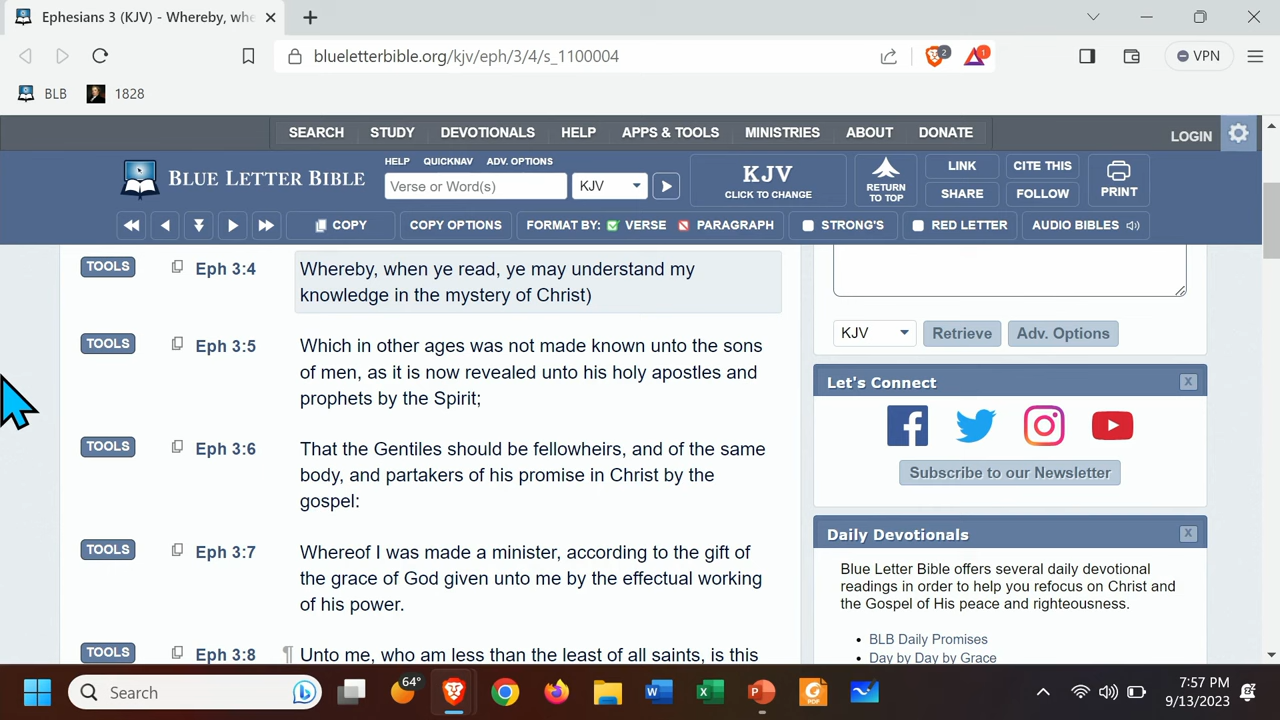 Ephesians 3 (KJV) - Whereby, whe
blueletterbible.org/kjv/eph/3/4/s_1100004
2
1
VPN
BLB
1828
SEARCH STUDY DEVOTIONALS HELP APPS & TOOLS MINISTRIES ABOUT DONATE
LOGIN
BLUE LETTER BIBLE
HELP QUICKNAV ADV. OPTIONS
Verse or Word(s)
KJV
KJV
CLICK TO CHANGE
RETURN
TO TOP
LINK
CITE THIS
SHARE
FOLLOW
PRINT
COPY
COPY OPTIONS
FORMAT BY: VERSE PARAGRAPH
STRONG'S
RED LETTER
AUDIO BIBLES
TOOLS Eph 3:4 Whereby, when ye read, ye may understand my
knowledge in the mystery of Christ)
TOOLS Eph 3:5 Which in other ages was not made known unto the sons
of men, as it is now revealed unto his holy apostles and
prophets by the Spirit;
TOOLS Eph 3:6 That the Gentiles should be fellowheirs, and of the same
body, and partakers of his promise in Christ by the
gospel:
TOOLS Eph 3:7 Whereof I was made a minister, according to the gift of
the grace of God given unto me by the effectual working
of his power.
TOOLS Eph 3:8 ¶ Unto me, who am less than the least of all saints, is this
KJV
Retrieve
Adv. Options
Let's Connect
Subscribe to our Newsletter
Daily Devotionals
Blue Letter Bible offers several daily devotional
readings in order to help you refocus on Christ and
the Gospel of His peace and righteousness.
• BLB Daily Promises
• Day by Day by Grace
Search
64°
7:57 PM
9/13/2023